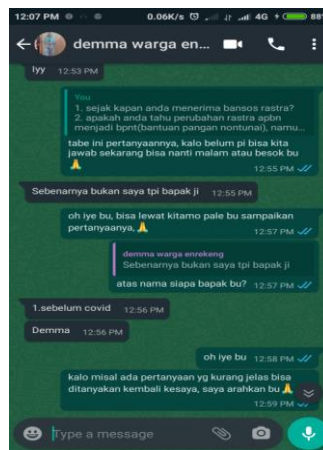 12:07 PM
0.06K/s
4G
88
demma warga en...
Iyy 12:53 PM
You
1. sejak kapan anda menerima bansos rastra?
2. apakah anda tahu perubahan rastra apbn
menjadi bpnt(bantuan pangan nontunai), namu...
tabe ini pertanyaannya, kalo belum pi bisa kita
jawab sekarang bisa nanti malam atau besok bu
🙏 12:55 PM
Sebenarnya bukan saya tpi bapak ji 12:55 PM
oh iye bu, bisa lewat kitamo pale bu sampaikan
pertanyaanya, 🙏 12:57 PM
demma warga enrekeng
Sebenarnya bukan saya tpi bapak ji
atas nama siapa bapak bu? 12:57 PM
1.sebelum covid 12:56 PM
Demma 12:56 PM
oh iye bu 12:58 PM
kalo misal ada pertanyaan yg kurang jelas bisa
ditanyakan kembali kesaya, saya arahkan bu 🙏
12:59 PM
Type a message